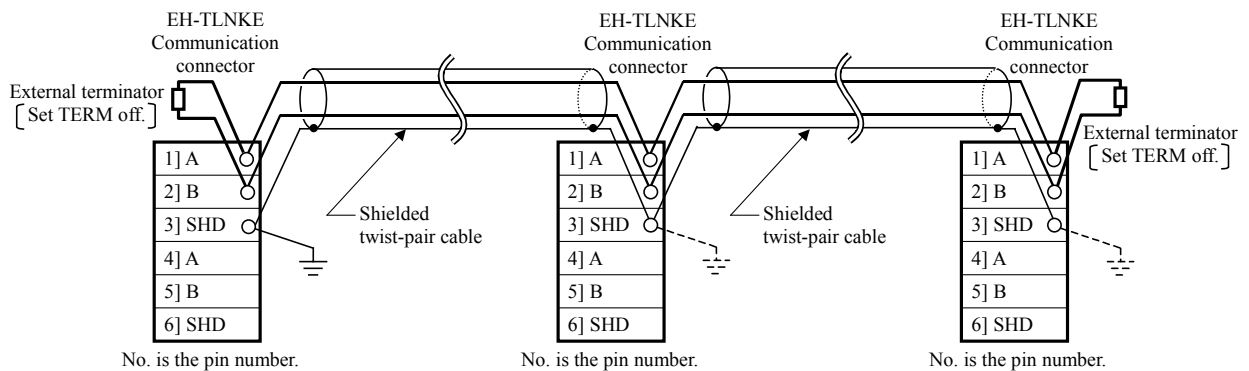 EH-TLNKE
Communication
connector
EH-TLNKE
Communication
connector
EH-TLNKE
Communication
connector
External terminator
[Set TERM off.]
External terminator
[Set TERM off.]
1] A
2] B
3] SHD
4] A
5] B
6] SHD
Shielded
twist-pair cable
1] A
2] B
3] SHD
4] A
5] B
6] SHD
Shielded
twist-pair cable
1] A
2] B
3] SHD
4] A
5] B
6] SHD
No. is the pin number.
No. is the pin number.
No. is the pin number.